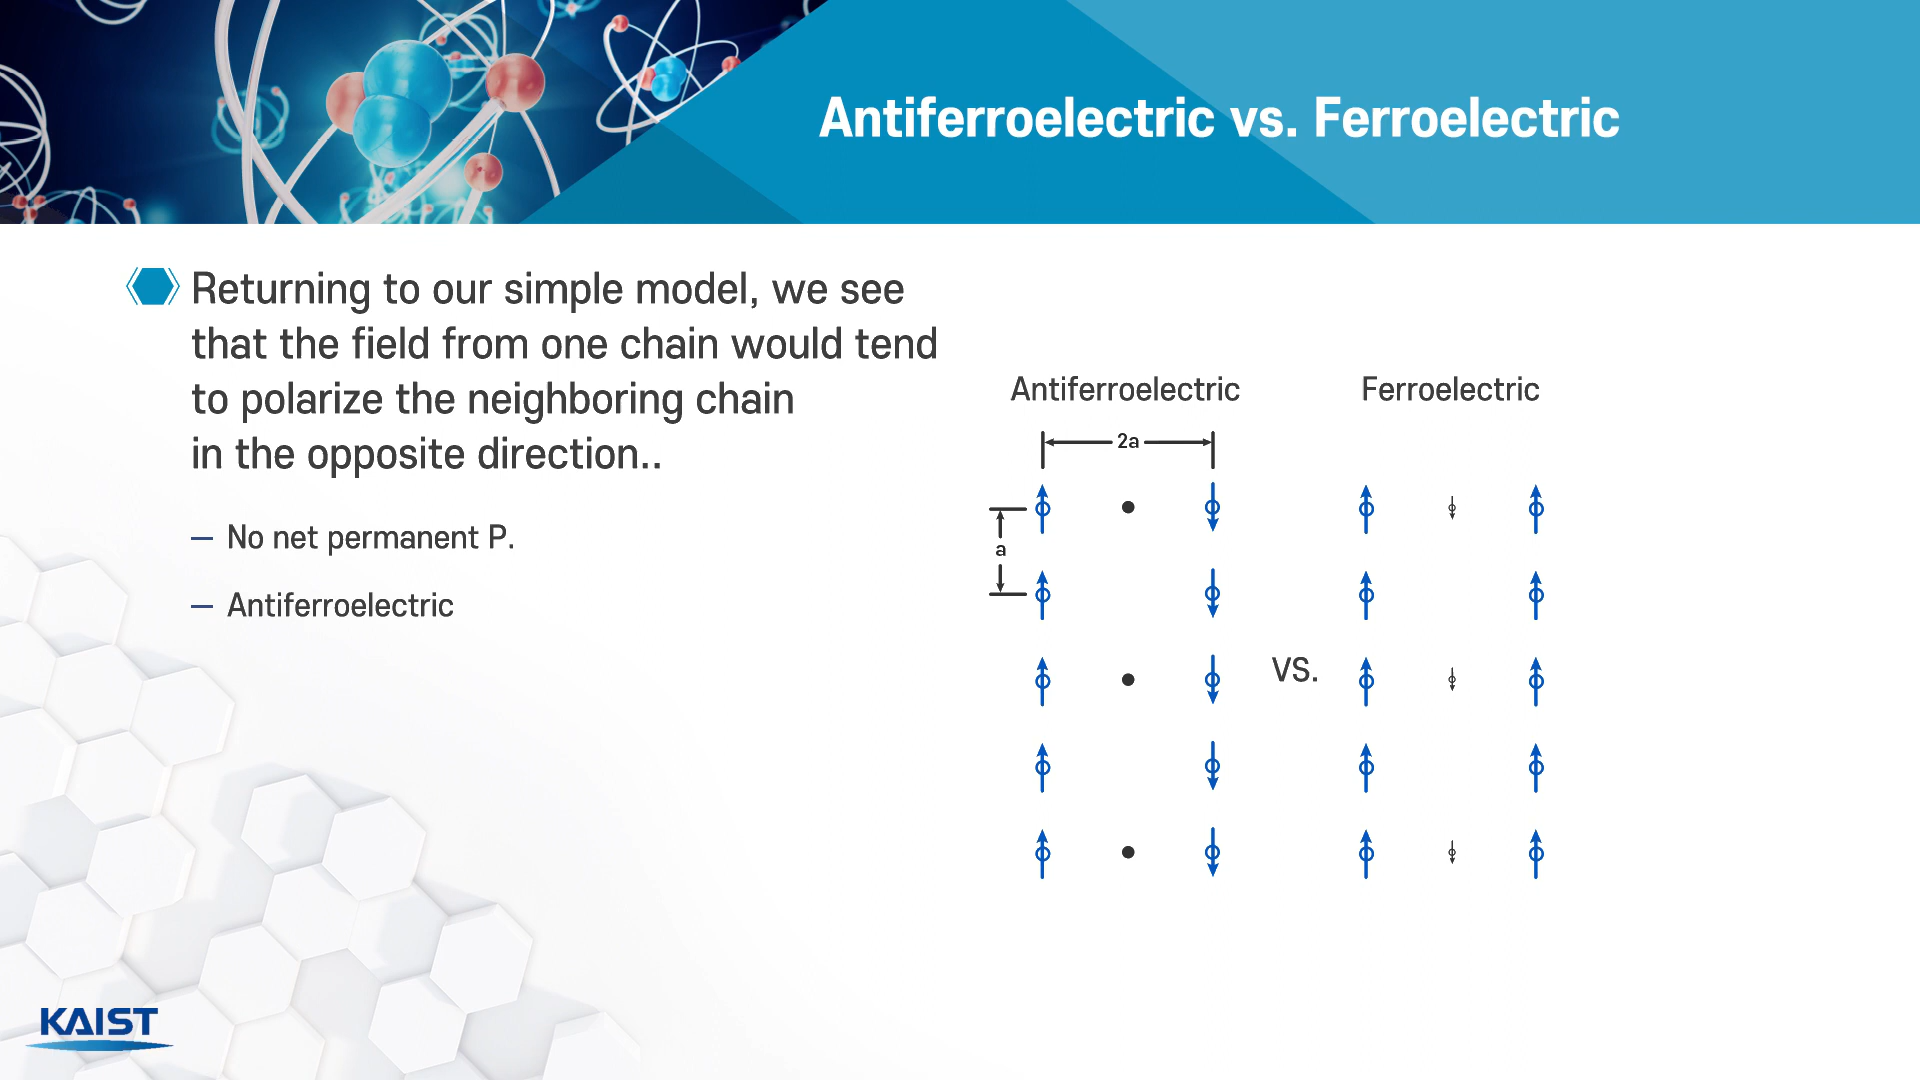 Antiferroelectric vs. Ferroelectric
Returning to our simple model, we see
that the field from one chain would tend
to polarize the neighboring chain
in the opposite direction..
– No net permanent P.
– Antiferroelectric
Antiferroelectric
Ferroelectric
2a
a
VS.
KAIST